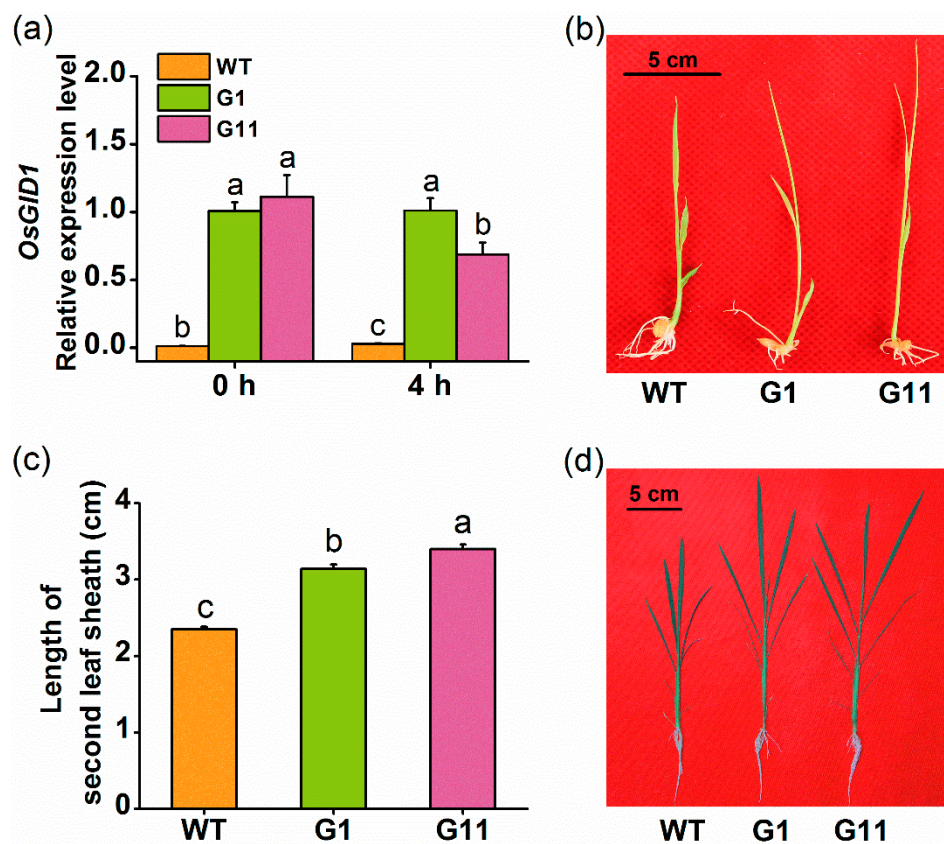 (a)
OsGID1
Relative expression level
2.0
1.5
1.0
0.5
0.0
WT
G1
G11
b
a
a
c
a
b
0 h
4 h
(b)
5 cm
WT
G1
G11
(c)
Length of
second leaf sheath (cm)
4
3
2
1
0
c
b
a
WT
G1
G11
(d)
5 cm
WT
G1
G11